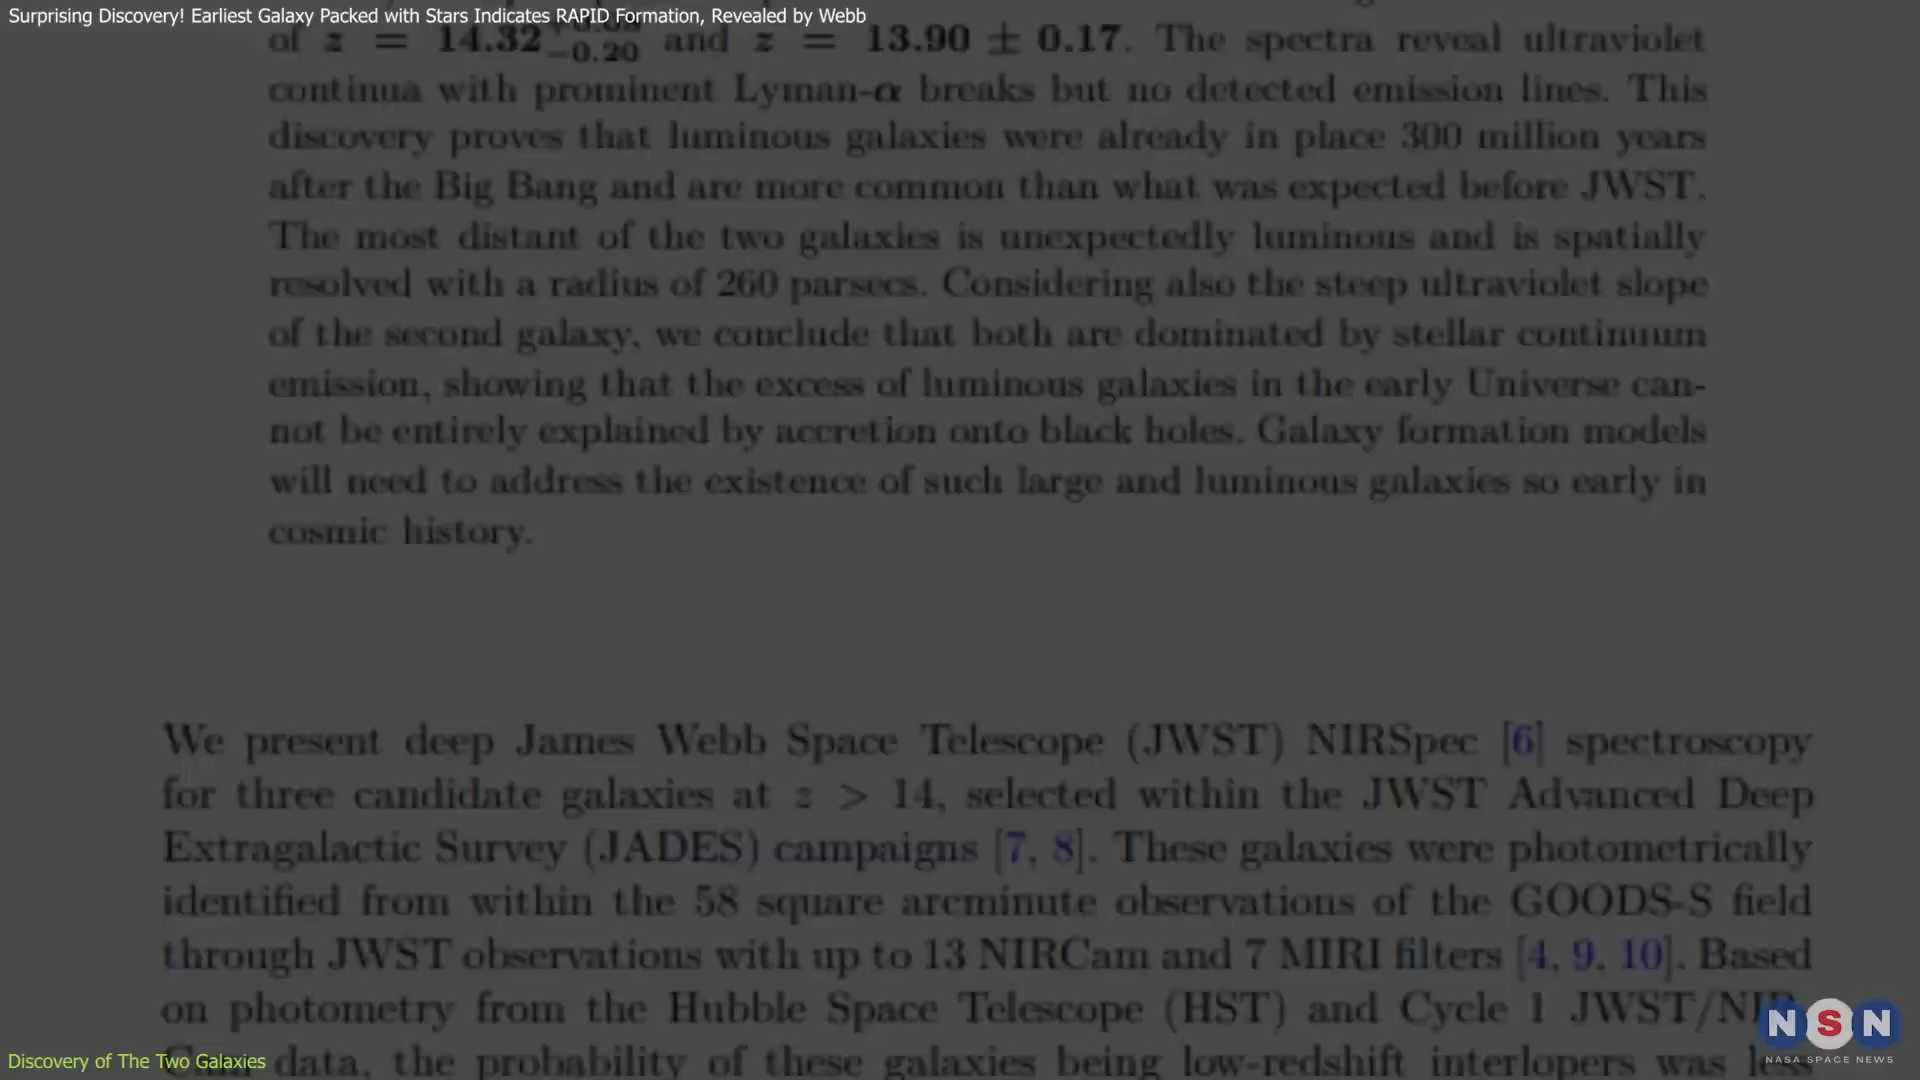 Surprising Discovery! Earliest Galaxy Packed with Stars Indicates RAPID Formation, Revealed by Webb
of z = 14.32 −0.20 and z = 13.90 ± 0.17. The spectra reveal ultraviolet
continua with prominent Lyman-α breaks but no detected emission lines. This
discovery proves that luminous galaxies were already in place 300 million years
after the Big Bang and are more common than what was expected before JWST.
The most distant of the two galaxies is unexpectedly luminous and is spatially
resolved with a radius of 260 parsecs. Considering also the steep ultraviolet slope
of the second galaxy, we conclude that both are dominated by stellar continuum
emission, showing that the excess of luminous galaxies in the early Universe can-
not be entirely explained by accretion onto black holes. Galaxy formation models
will need to address the existence of such large and luminous galaxies so early in
cosmic history.
We present deep James Webb Space Telescope (JWST) NIRSpec [6] spectroscopy
for three candidate galaxies at z > 14, selected within the JWST Advanced Deep
Extragalactic Survey (JADES) campaigns [7, 8]. These galaxies were photometrically
identified from within the 58 square arcminute observations of the GOODS-S field
through JWST observations with up to 13 NIRCam and 7 MIRI filters [4, 9, 10]. Based
on photometry from the Hubble Space Telescope (HST) and Cycle 1 JWST/NIR-
data, the probability of these galaxies being low-redshift interlopers was less
Discovery of The Two Galaxies
NSN
NASA SPACE NEWS